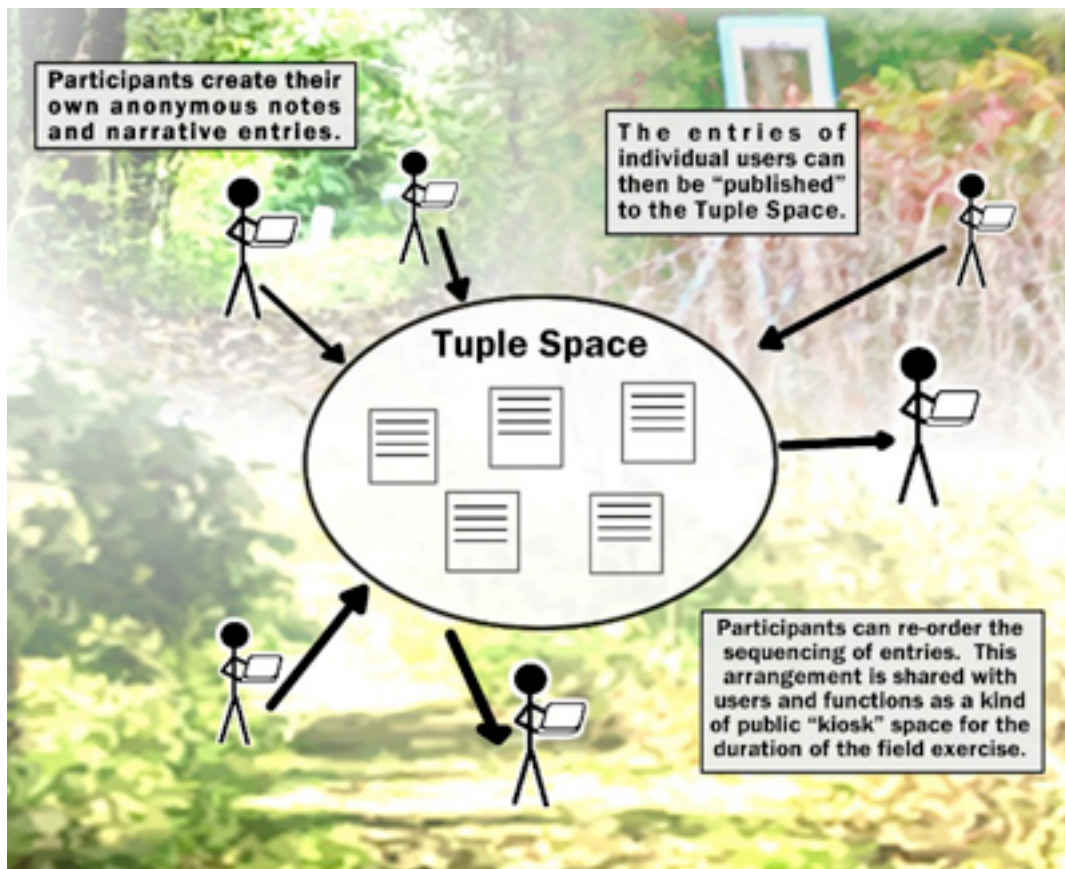 Participants create their
own anonymous notes
and narrative entries.
The entries of
individual users can
then be “published”
to the Tuple Space.
Tuple Space
Participants can re-order the
sequencing of entries. This
arrangement is shared with
users and functions as a kind
of public “kiosk” space for the
duration of the field exercise.